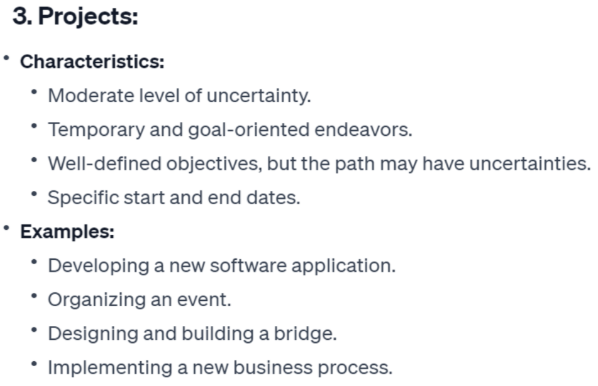 3. Projects:
• Characteristics:
• Moderate level of uncertainty.
• Temporary and goal-oriented endeavors.
• Well-defined objectives, but the path may have uncertainties.
• Specific start and end dates.
• Examples:
• Developing a new software application.
• Organizing an event.
• Designing and building a bridge.
• Implementing a new business process.